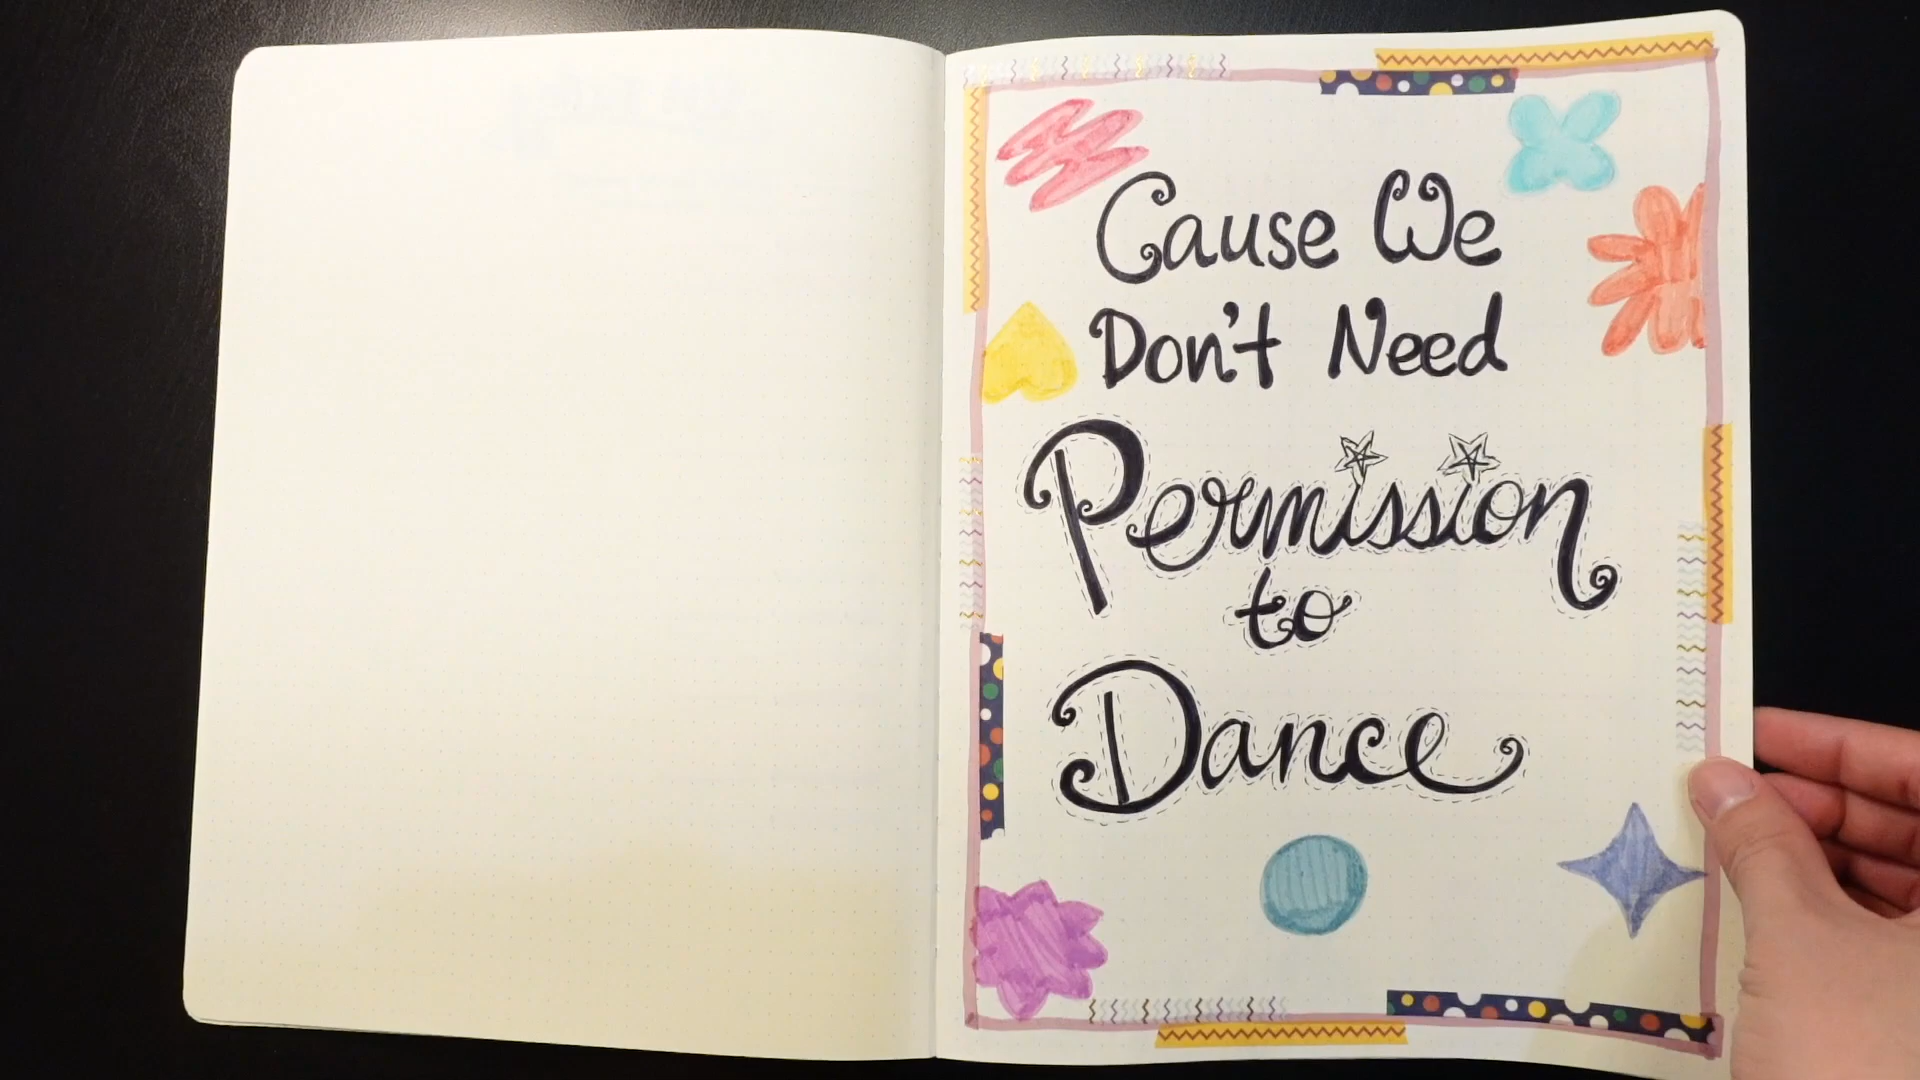 Cause We
Don't Need
Permission
to
Dance